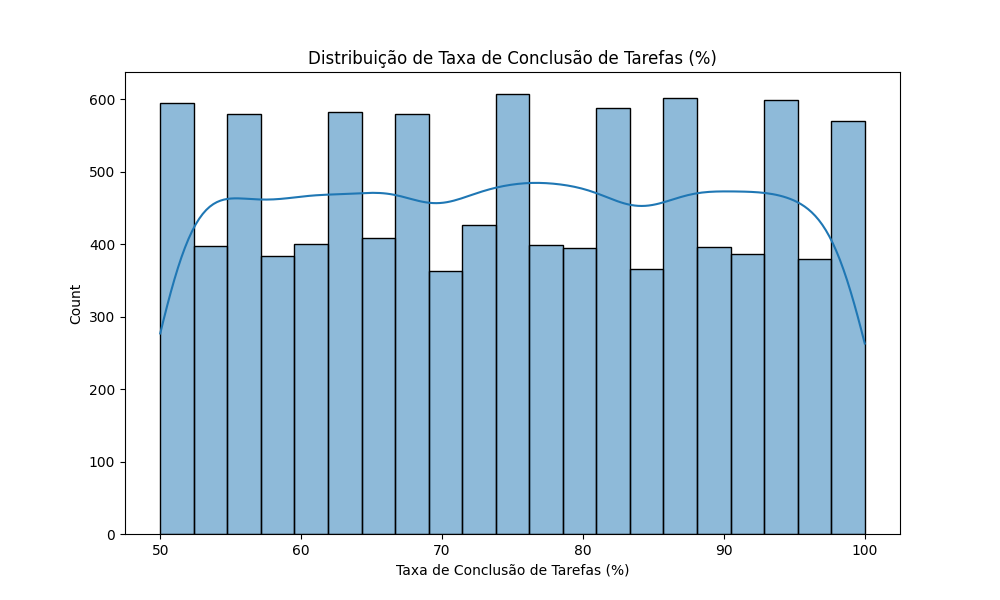 Distribuição de Taxa de Conclusão de Tarefas (%)
600
500
400
300
200
100
0
Count
50 60 70 80 90 100
Taxa de Conclusão de Tarefas (%)